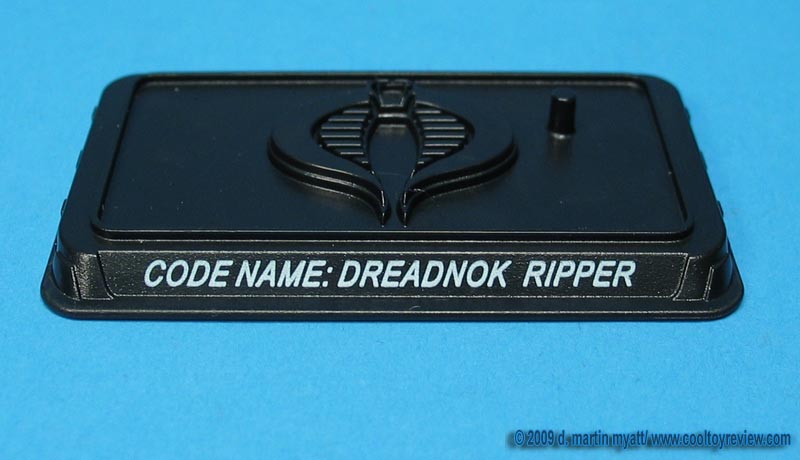 CODE NAME: DREADNOK RIPPER
©2009 d. martin myatt/ www.cooltoyreview.com